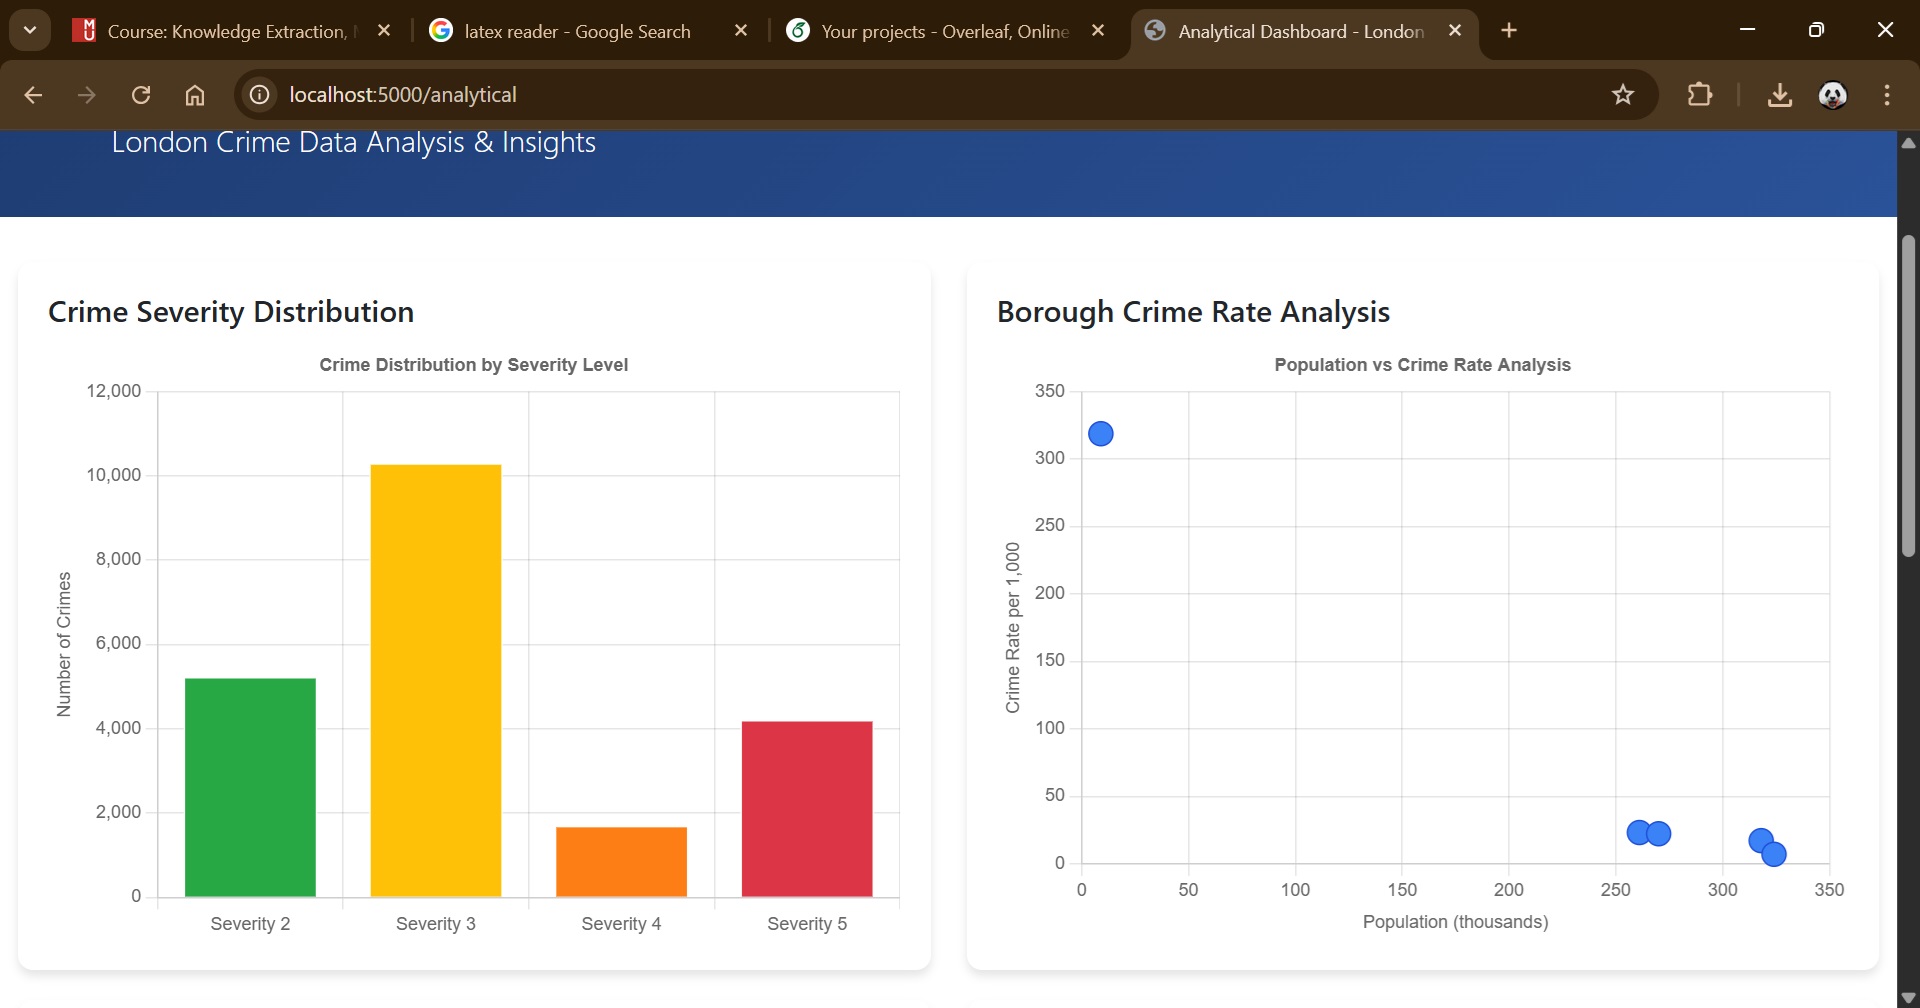 Course: Knowledge Extraction,
latex reader - Google Search
Your projects - Overleaf, Online
Analytical Dashboard - London
localhost:5000/analytical
London Crime Data Analysis & Insights
Crime Severity Distribution
Crime Distribution by Severity Level
12,000
10,000
8,000
6,000
4,000
2,000
0
Number of Crimes
Severity 2
Severity 3
Severity 4
Severity 5
Borough Crime Rate Analysis
Population vs Crime Rate Analysis
350
300
250
200
150
100
50
0
Crime Rate per 1,000
0
50
100
150
200
250
300
350
Population (thousands)